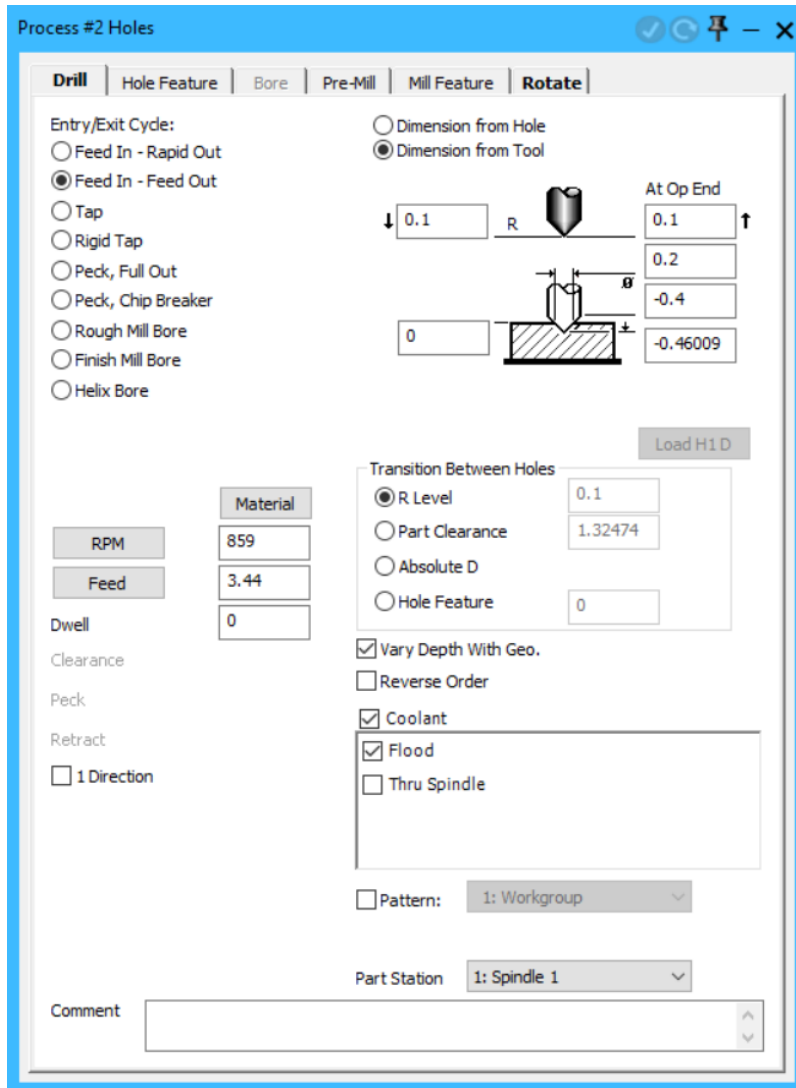 Process #2 Holes
Drill Hole Feature Bore Pre-Mill Mill Feature Rotate
Entry/Exit Cycle:
Feed In - Rapid Out
Feed In - Feed Out
Tap
Rigid Tap
Peck, Full Out
Peck, Chip Breaker
Rough Mill Bore
Finish Mill Bore
Helix Bore
Dimension from Hole
Dimension from Tool
At Op End
0.1 R 0.1
0.2
Ø
-0.4
0 -0.46009
Load H1 D
Material
RPM 859
Feed 3.44
Dwell 0
Clearance
Peck
Retract
1 Direction
Transition Between Holes
R Level 0.1
Part Clearance 1.32474
Absolute D
Hole Feature 0
Vary Depth With Geo.
Reverse Order
Coolant
Flood
Thru Spindle
Pattern: 1: Workgroup
Part Station 1: Spindle 1
Comment